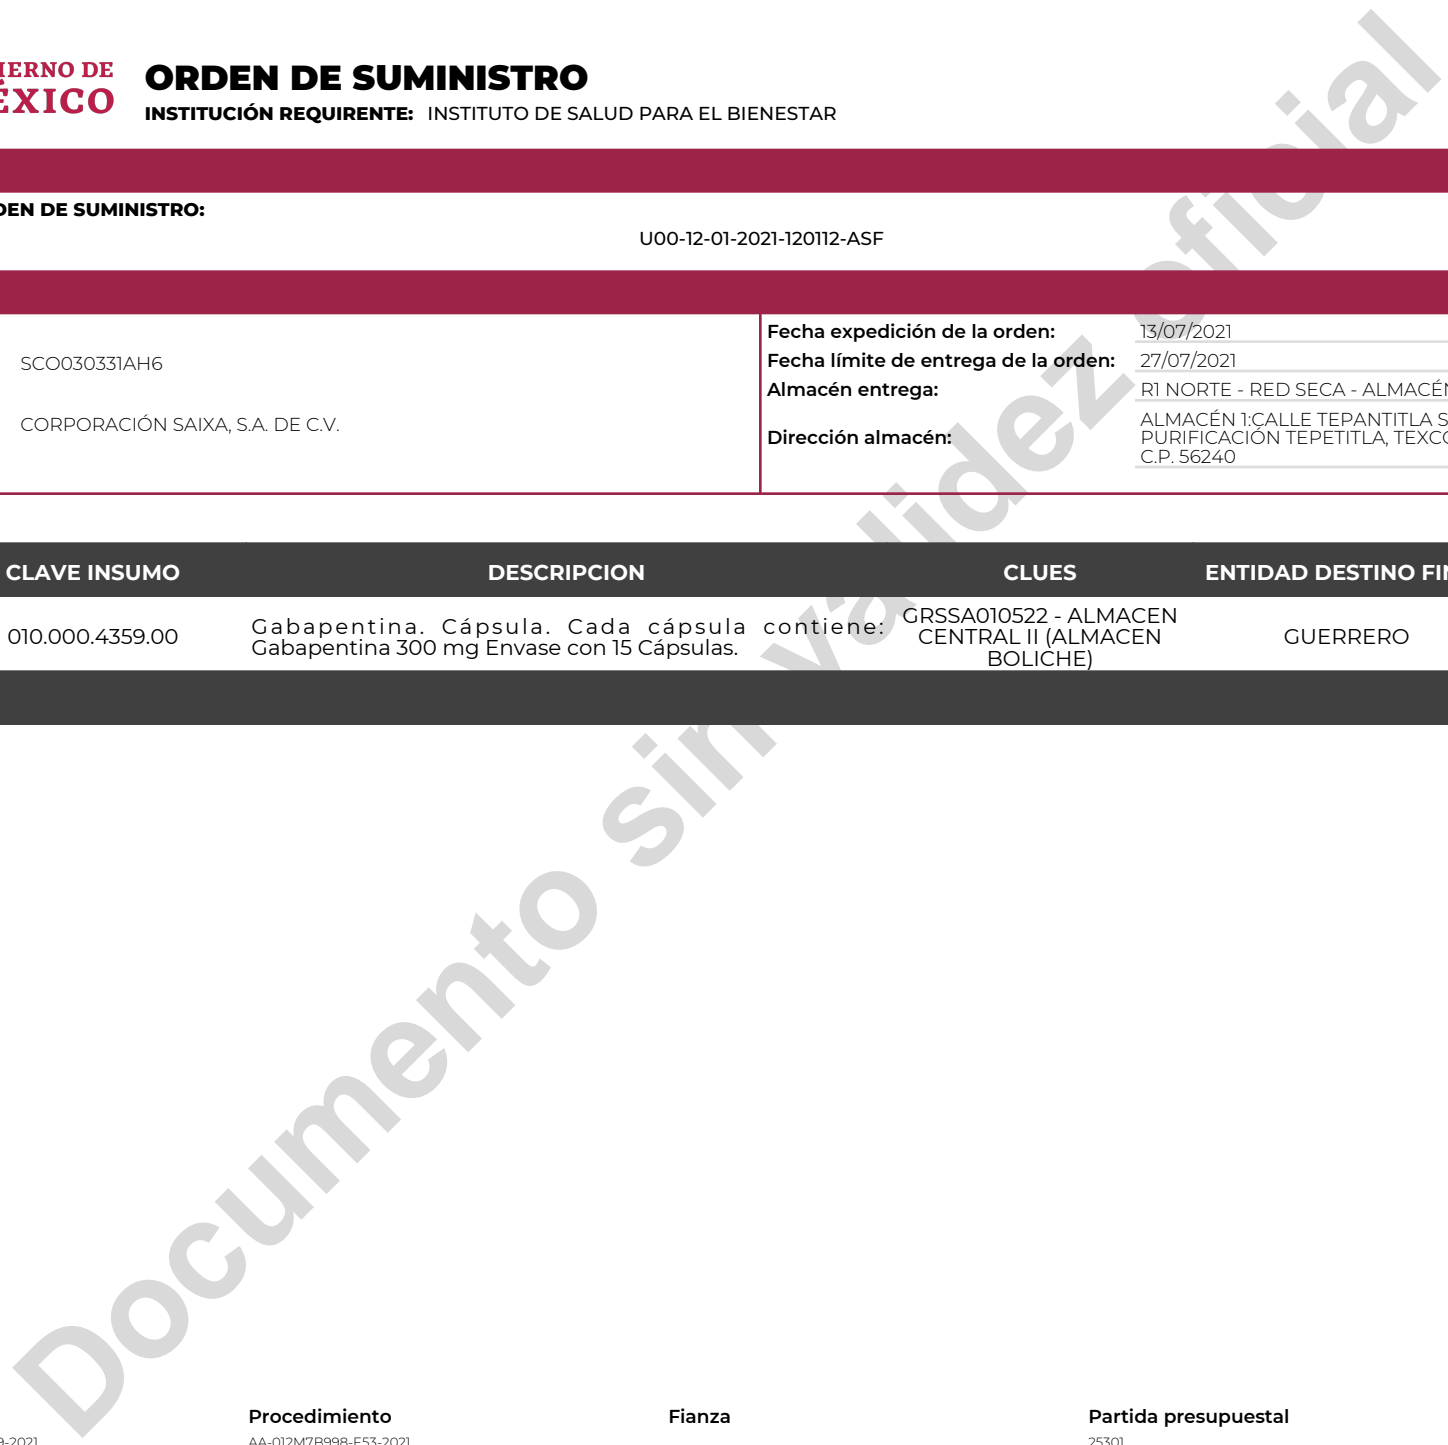 IERNO DE
ÉXICO
ORDEN DE SUMINISTRO
INSTITUCIÓN REQUIRENTE: INSTITUTO DE SALUD PARA EL BIENESTAR
DEN DE SUMINISTRO:
U00-12-01-2021-120112-ASF
SCO030331AH6
CORPORACIÓN SAIXA, S.A. DE C.V.
Fecha expedición de la orden: 13/07/2021
Fecha límite de entrega de la orden: 27/07/2021
Almacén entrega: R1 NORTE - RED SECA - ALMACÉN
Dirección almacén: ALMACÉN 1:CALLE TEPANTITLA S
PURIFICACIÓN TEPETITLA, TEXCO
C.P. 56240
CLAVE INSUMO DESCRIPCION CLUES ENTIDAD DESTINO FIN
010.000.4359.00
Gabapentina. Cápsula. Cada cápsula contiene:
Gabapentina 300 mg Envase con 15 Cápsulas.
GRSSA010522 - ALMACEN
CENTRAL II (ALMACEN
BOLICHE)
GUERRERO
Documento sin validez oficial
Procedimiento Fianza Partida presupuestal
9-2021 AA-012M7B998-E53-2021 25301